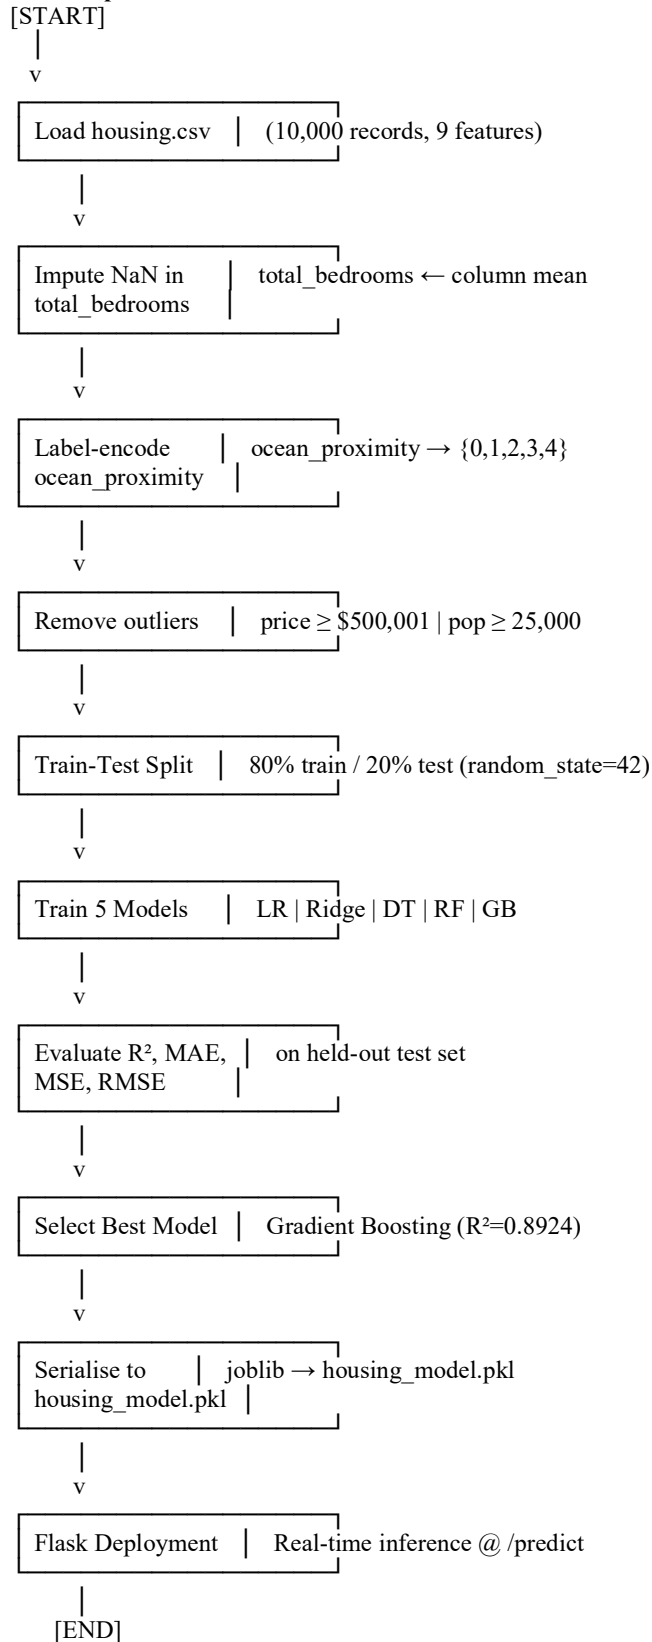 [START]
|
v
Load housing.csv | (10,000 records, 9 features)
|
v
Impute NaN in | total_bedrooms ← column mean
total_bedrooms |
|
v
Label-encode | ocean_proximity → {0,1,2,3,4}
ocean_proximity |
|
v
Remove outliers | price ≥ $500,001 | pop ≥ 25,000
|
v
Train-Test Split | 80% train / 20% test (random_state=42)
|
v
Train 5 Models | LR | Ridge | DT | RF | GB
|
v
Evaluate R², MAE, | on held-out test set
MSE, RMSE |
|
v
Select Best Model | Gradient Boosting (R²=0.8924)
|
v
Serialise to | joblib → housing_model.pkl
housing_model.pkl |
|
v
Flask Deployment | Real-time inference @ /predict
|
[END]